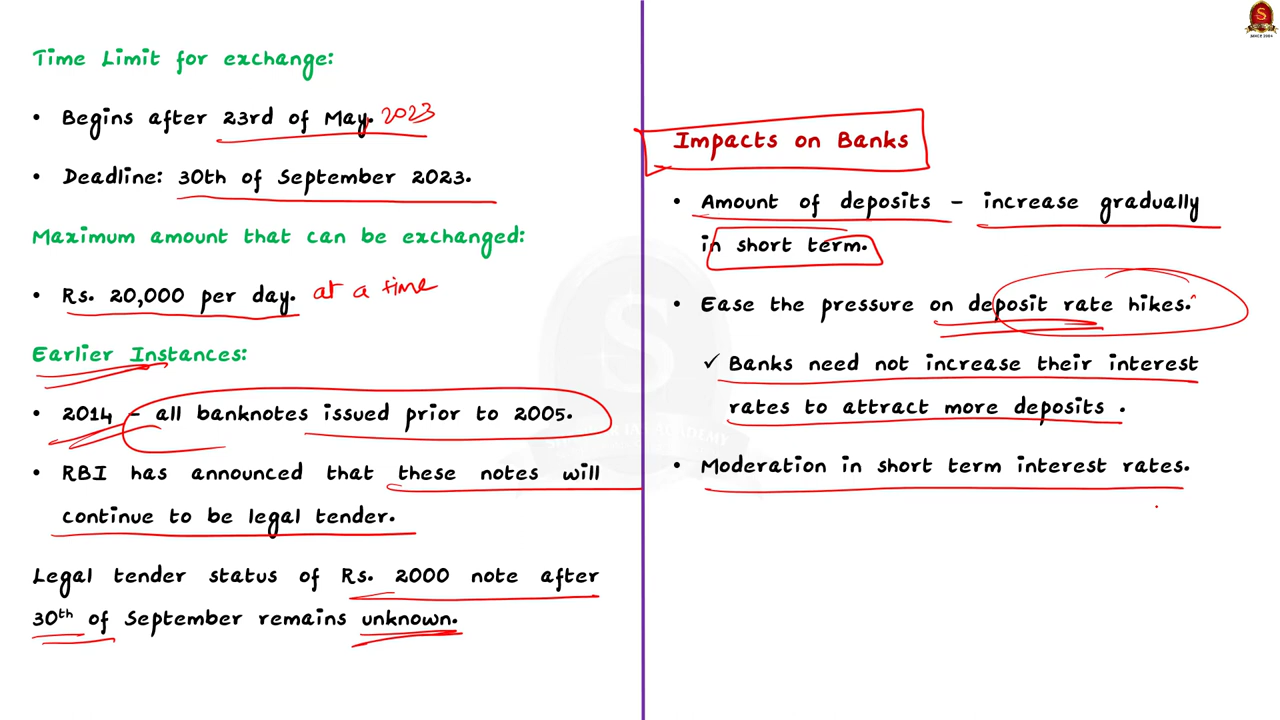 Time Limit for exchange:
• Begins after 23rd of May. 2023
• Deadline: 30th of September 2023.
Maximum amount that can be exchanged:
• Rs. 20,000 per day. at a time
Earlier Instances:
• 2014 – all banknotes issued prior to 2005.
• RBI has announced that these notes will
continue to be legal tender.
Legal tender status of Rs. 2000 note after
30th of September remains unknown.
Impacts on Banks
• Amount of deposits – increase gradually
in short term.
• Ease the pressure on deposit rate hikes.
✓ Banks need not increase their interest
rates to attract more deposits .
• Moderation in short term interest rates.
S
SINCE 2004